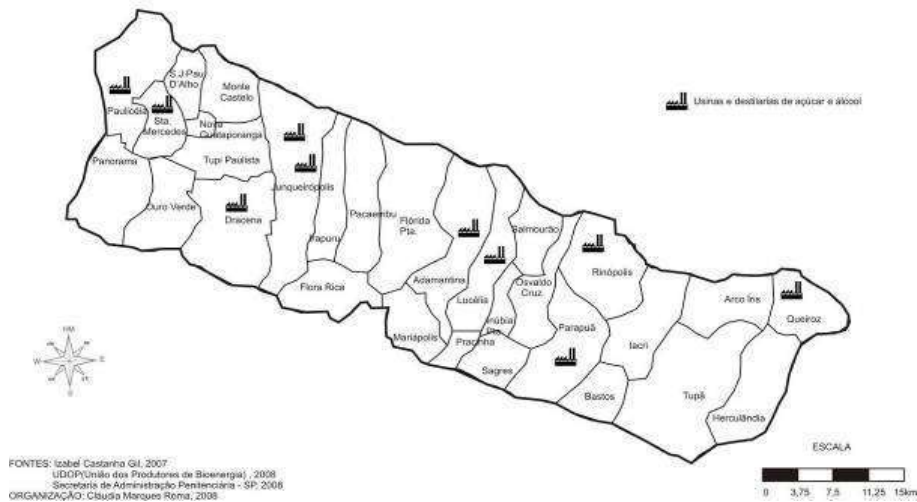 S.J.Pau
D'Alho
Monte
Castelo
Paulicéia
Sta.
Mercedes
Nova
Guataporanga
Panorama
Tupi Paulista
Ouro Verde
Dracena
Junqueirópolis
Irapuru
Pacaembu
Flórida
Pta.
Flora Rica
Adamantina
Mariápolis
Lucélia
Pracinha
Inúbia
Pta.
Sagres
Salmourão
Osvaldo
Cruz
Parapuã
Rinópolis
Bastos
Iacri
Arco Íris
Queiroz
Tupã
Herculândia
Usinas e destilarias de açúcar e álcool
W
E
S
FONTES: Izabel Castanha Gil, 2007
UDOP(União dos Produtores de Bioenergia) , 2008
Secretaria de Administração Penitenciária - SP, 2008
ORGANIZAÇÃO: Cláudia Marques Roma, 2008
ESCALA
0 3,75 7,5 11,25 15km